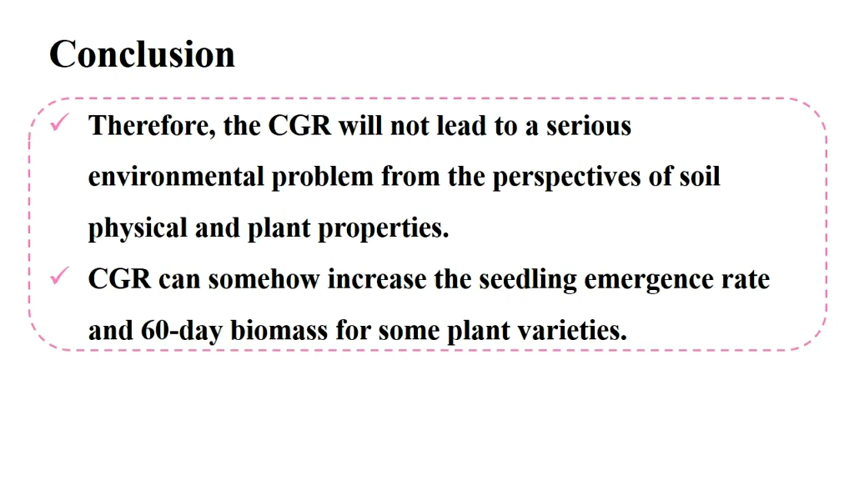 Conclusion
✓ Therefore, the CGR will not lead to a serious
environmental problem from the perspectives of soil
physical and plant properties.
✓ CGR can somehow increase the seedling emergence rate
and 60-day biomass for some plant varieties.